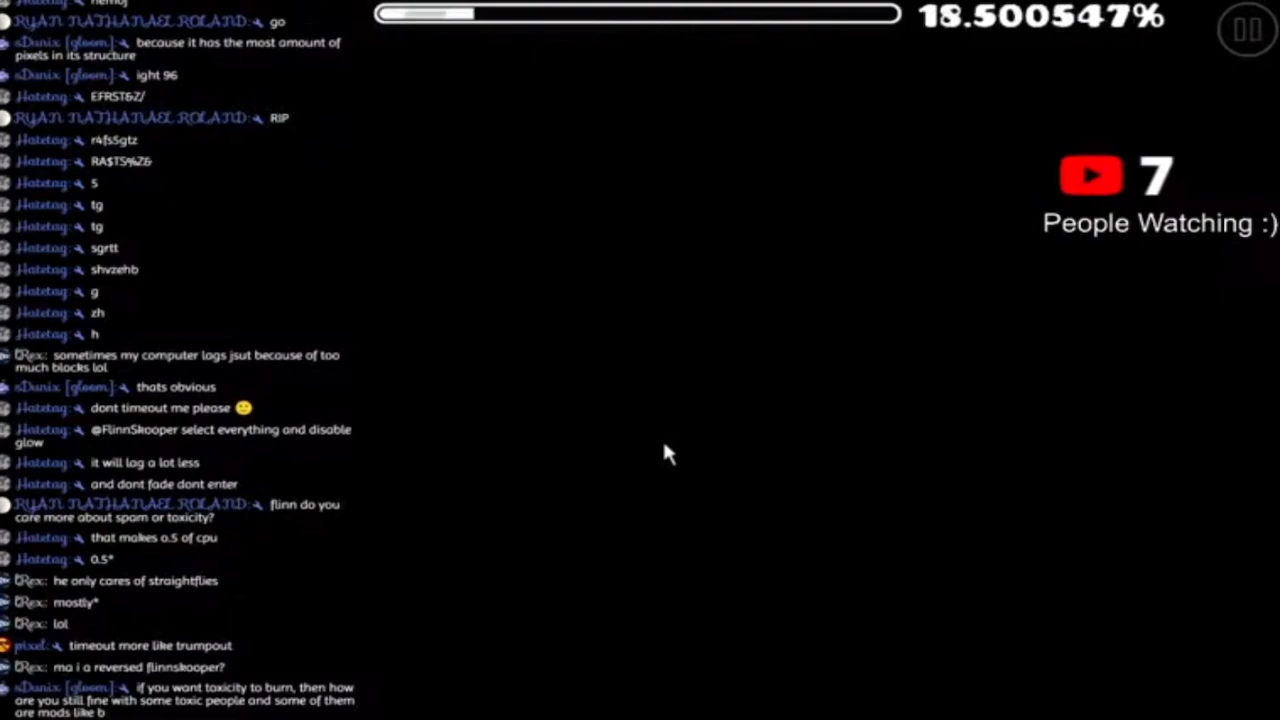 RYAN NATHANAEL ROLAND: go
sDunix [gloom]: because it has the most amount of
pixels in its structure
sDunix [gloom]: ight 96
Hatetag: EFRST&Z/
RYAN NATHANAEL ROLAND: RIP
Hatetag: r4fs5gtz
Hatetag: RA$TS%Z&
Hatetag: 5
Hatetag: tg
Hatetag: tg
Hatetag: sgrtt
Hatetag: shvzehb
Hatetag: g
Hatetag: zh
Hatetag: h
Rex: sometimes my computer lags jsut because of too
much blocks lol
sDunix [gloom]: thats obvious
Hatetag: dont timeout me please 🙂
Hatetag: @FlinnSkooper select everything and disable
glow
Hatetag: it will lag a lot less
Hatetag: and dont fade dont enter
RYAN NATHANAEL ROLAND: flinn do you
care more about spam or toxicity?
Hatetag: that makes o.5 of cpu
Hatetag: 0.5*
Rex: he only cares of straightflies
Rex: mostly*
Rex: lol
pixel: timeout more like trumpout
Rex: ma i a reversed flinnskooper?
sDunix [gloom]: if you want toxicity to burn, then how
are you still fine with some toxic people and some of them
are mods like b
18.500547%
7
People Watching :)